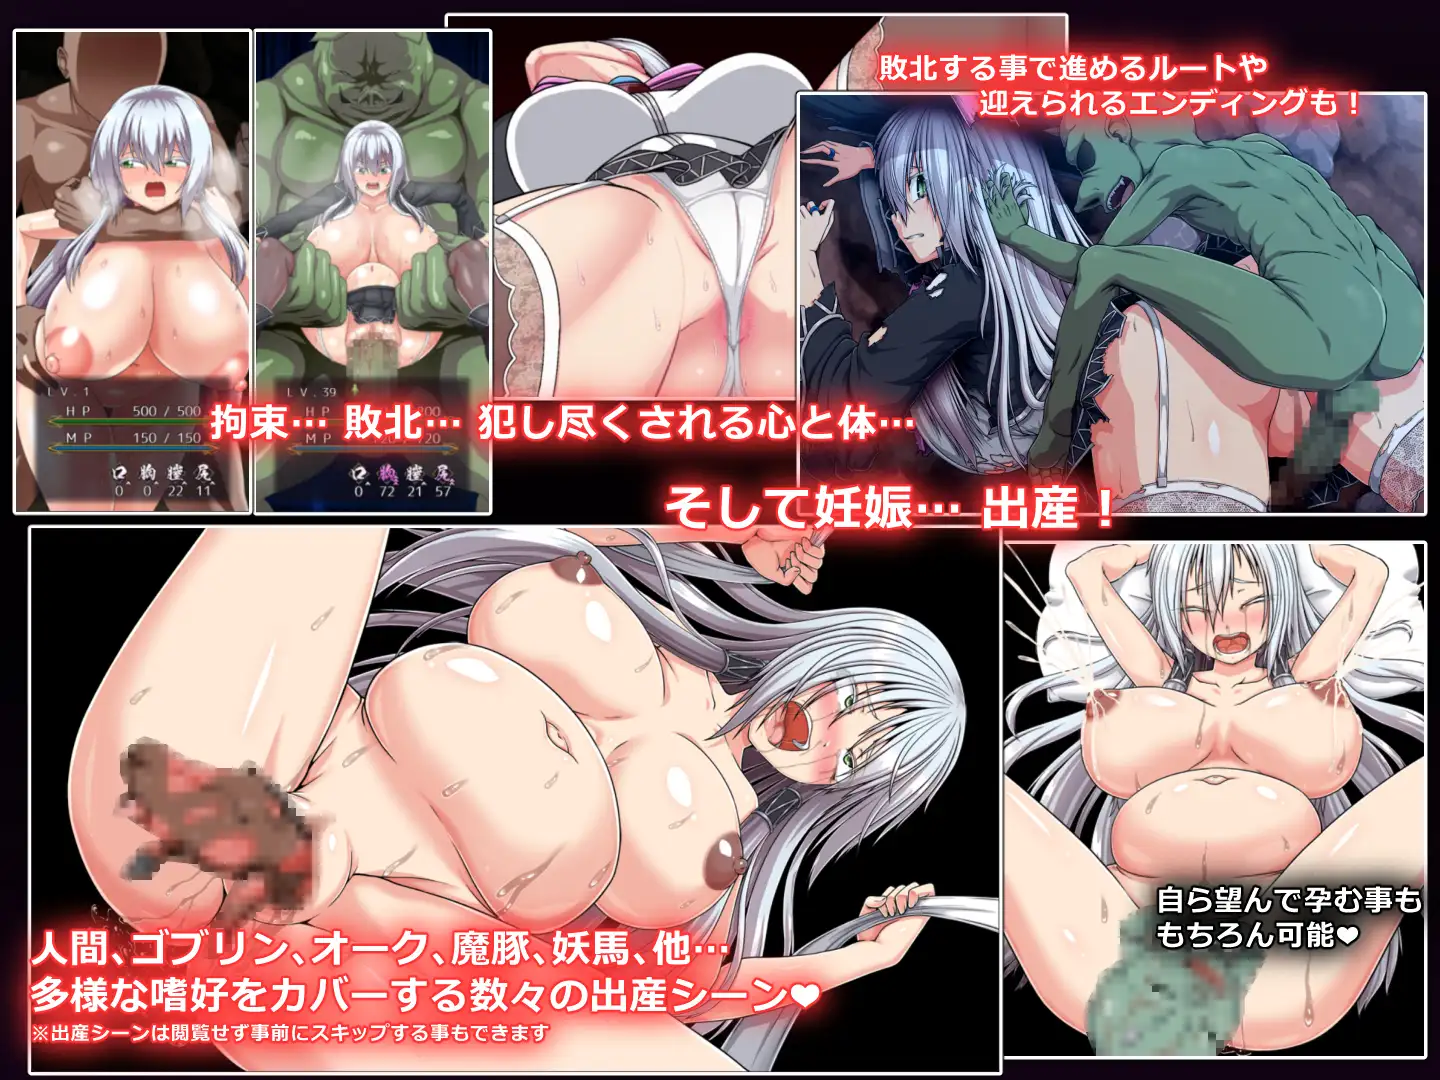 敗北する事で進めるルートや
迎えられるエンディングも!
LV.1
HP 500 / 500
MP 150 / 150
口 胸 膣 尻
0 0 22 11
LV.39
HP
MP
口 胸 膣 尻
0 72 21 57
拘束… 敗北… 犯し尽くされる心と体…
そして妊娠… 出産!
自ら望んで孕む事も
もちろん可能♥
人間、ゴブリン、オーク、魔豚、妖馬、他…
多様な嗜好をカバーする数々の出産シーン♥
※出産シーンは閲覧せず事前にスキップする事もできます